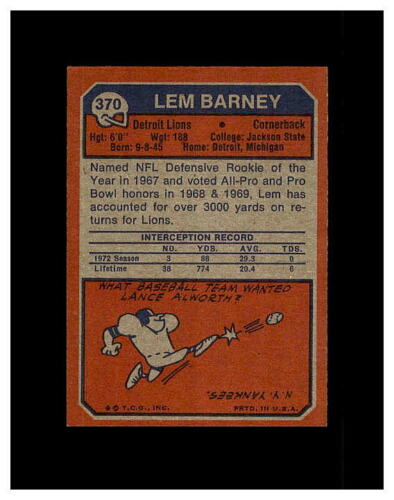 370 LEM BARNEY
Detroit Lions • Cornerback
Hgt: 6'0" Wgt: 188 College: Jackson State
Born: 9-8-45 Home: Detroit, Michigan
Named NFL Defensive Rookie of the
Year in 1967 and voted All-Pro and Pro
Bowl honors in 1968 & 1969, Lem has
accounted for over 3000 yards on re-
turns for Lions.
INTERCEPTION RECORD
NO. YDS. AVG. TDS.
1972 Season 3 88 29.3 0
Lifetime 38 774 20.4 6
WHAT BASEBALL TEAM WANTED
LANCE ALWORTH?
N.Y. YANKEES.
© T.C.G., INC. PRTD. IN U.S.A.